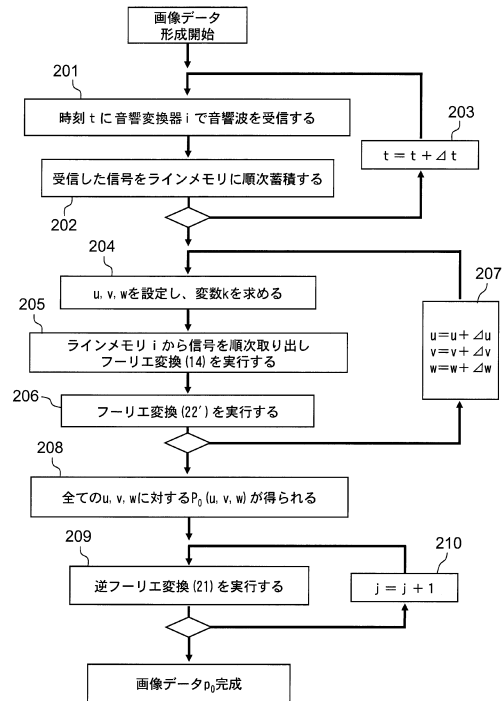 画像データ
形成開始
201
時刻tに音響変換器iで音響波を受信する
203
t=t+⊿t
受信した信号をラインメモリに順次蓄積する
202
204
u,v,wを設定し、変数kを求める
207
u=u+⊿u
v=v+⊿v
w=w+⊿w
205
ラインメモリiから信号を順次取り出し
フーリエ変換(14)を実行する
206
フーリエ変換(22′)を実行する
208
全てのu,v,wに対するP₀(u,v,w)が得られる
209
逆フーリエ変換(21)を実行する
210
j=j+1
画像データp₀完成